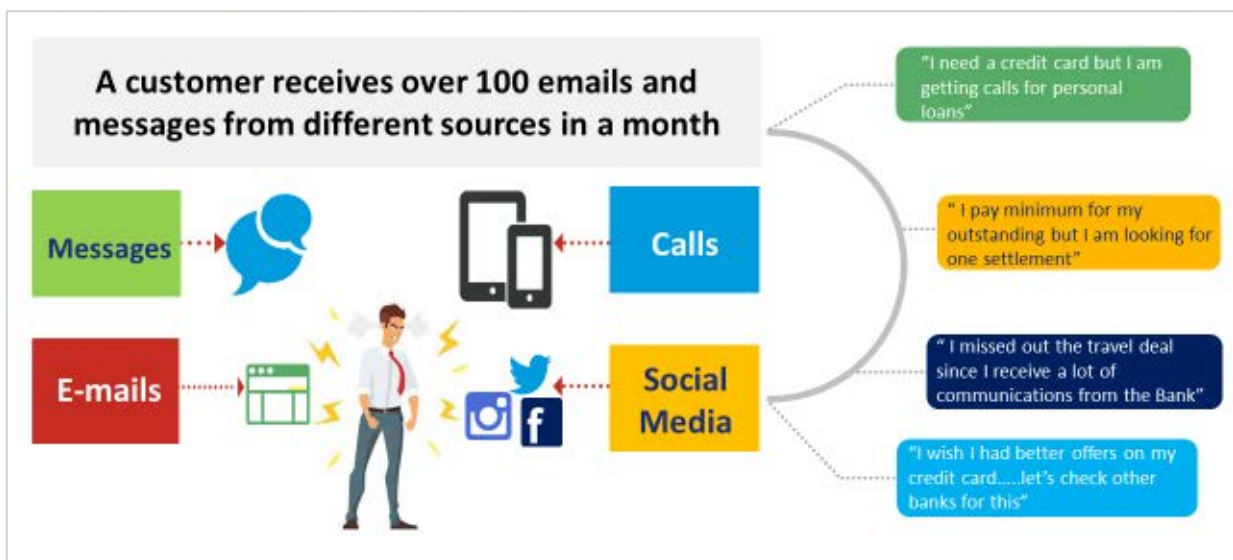 A customer receives over 100 emails and
messages from different sources in a month
Messages
Calls
E-mails
Social
Media
f
"I need a credit card but I am
getting calls for personal
loans"
" I pay minimum for my
outstanding but I am looking for
one settlement"
" I missed out the travel deal
since I receive a lot of
communications from the Bank"
"I wish I had better offers on my
credit card.....let's check other
banks for this"